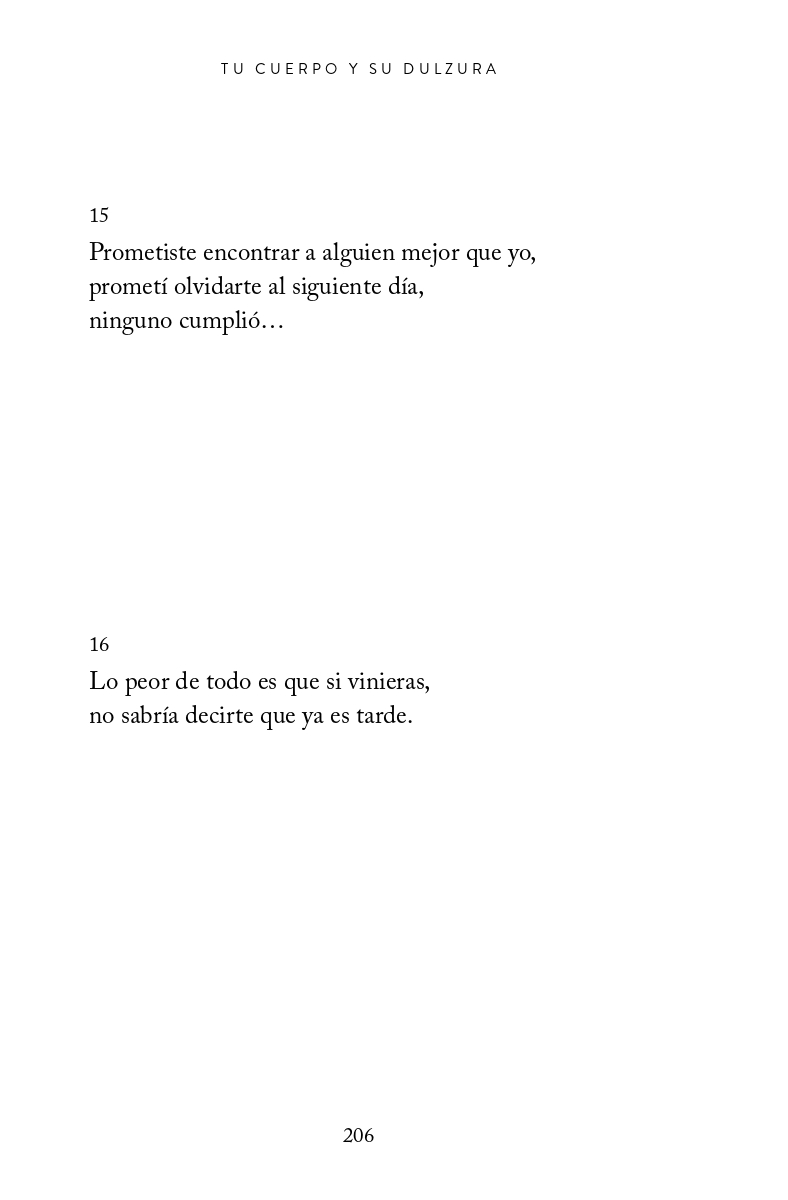 TU CUERPO Y SU DULZURA
15
Prometiste encontrar a alguien mejor que yo,
prometí olvidarte al siguiente día,
ninguno cumplió…
16
Lo peor de todo es que si vinieras,
no sabría decirte que ya es tarde.
206